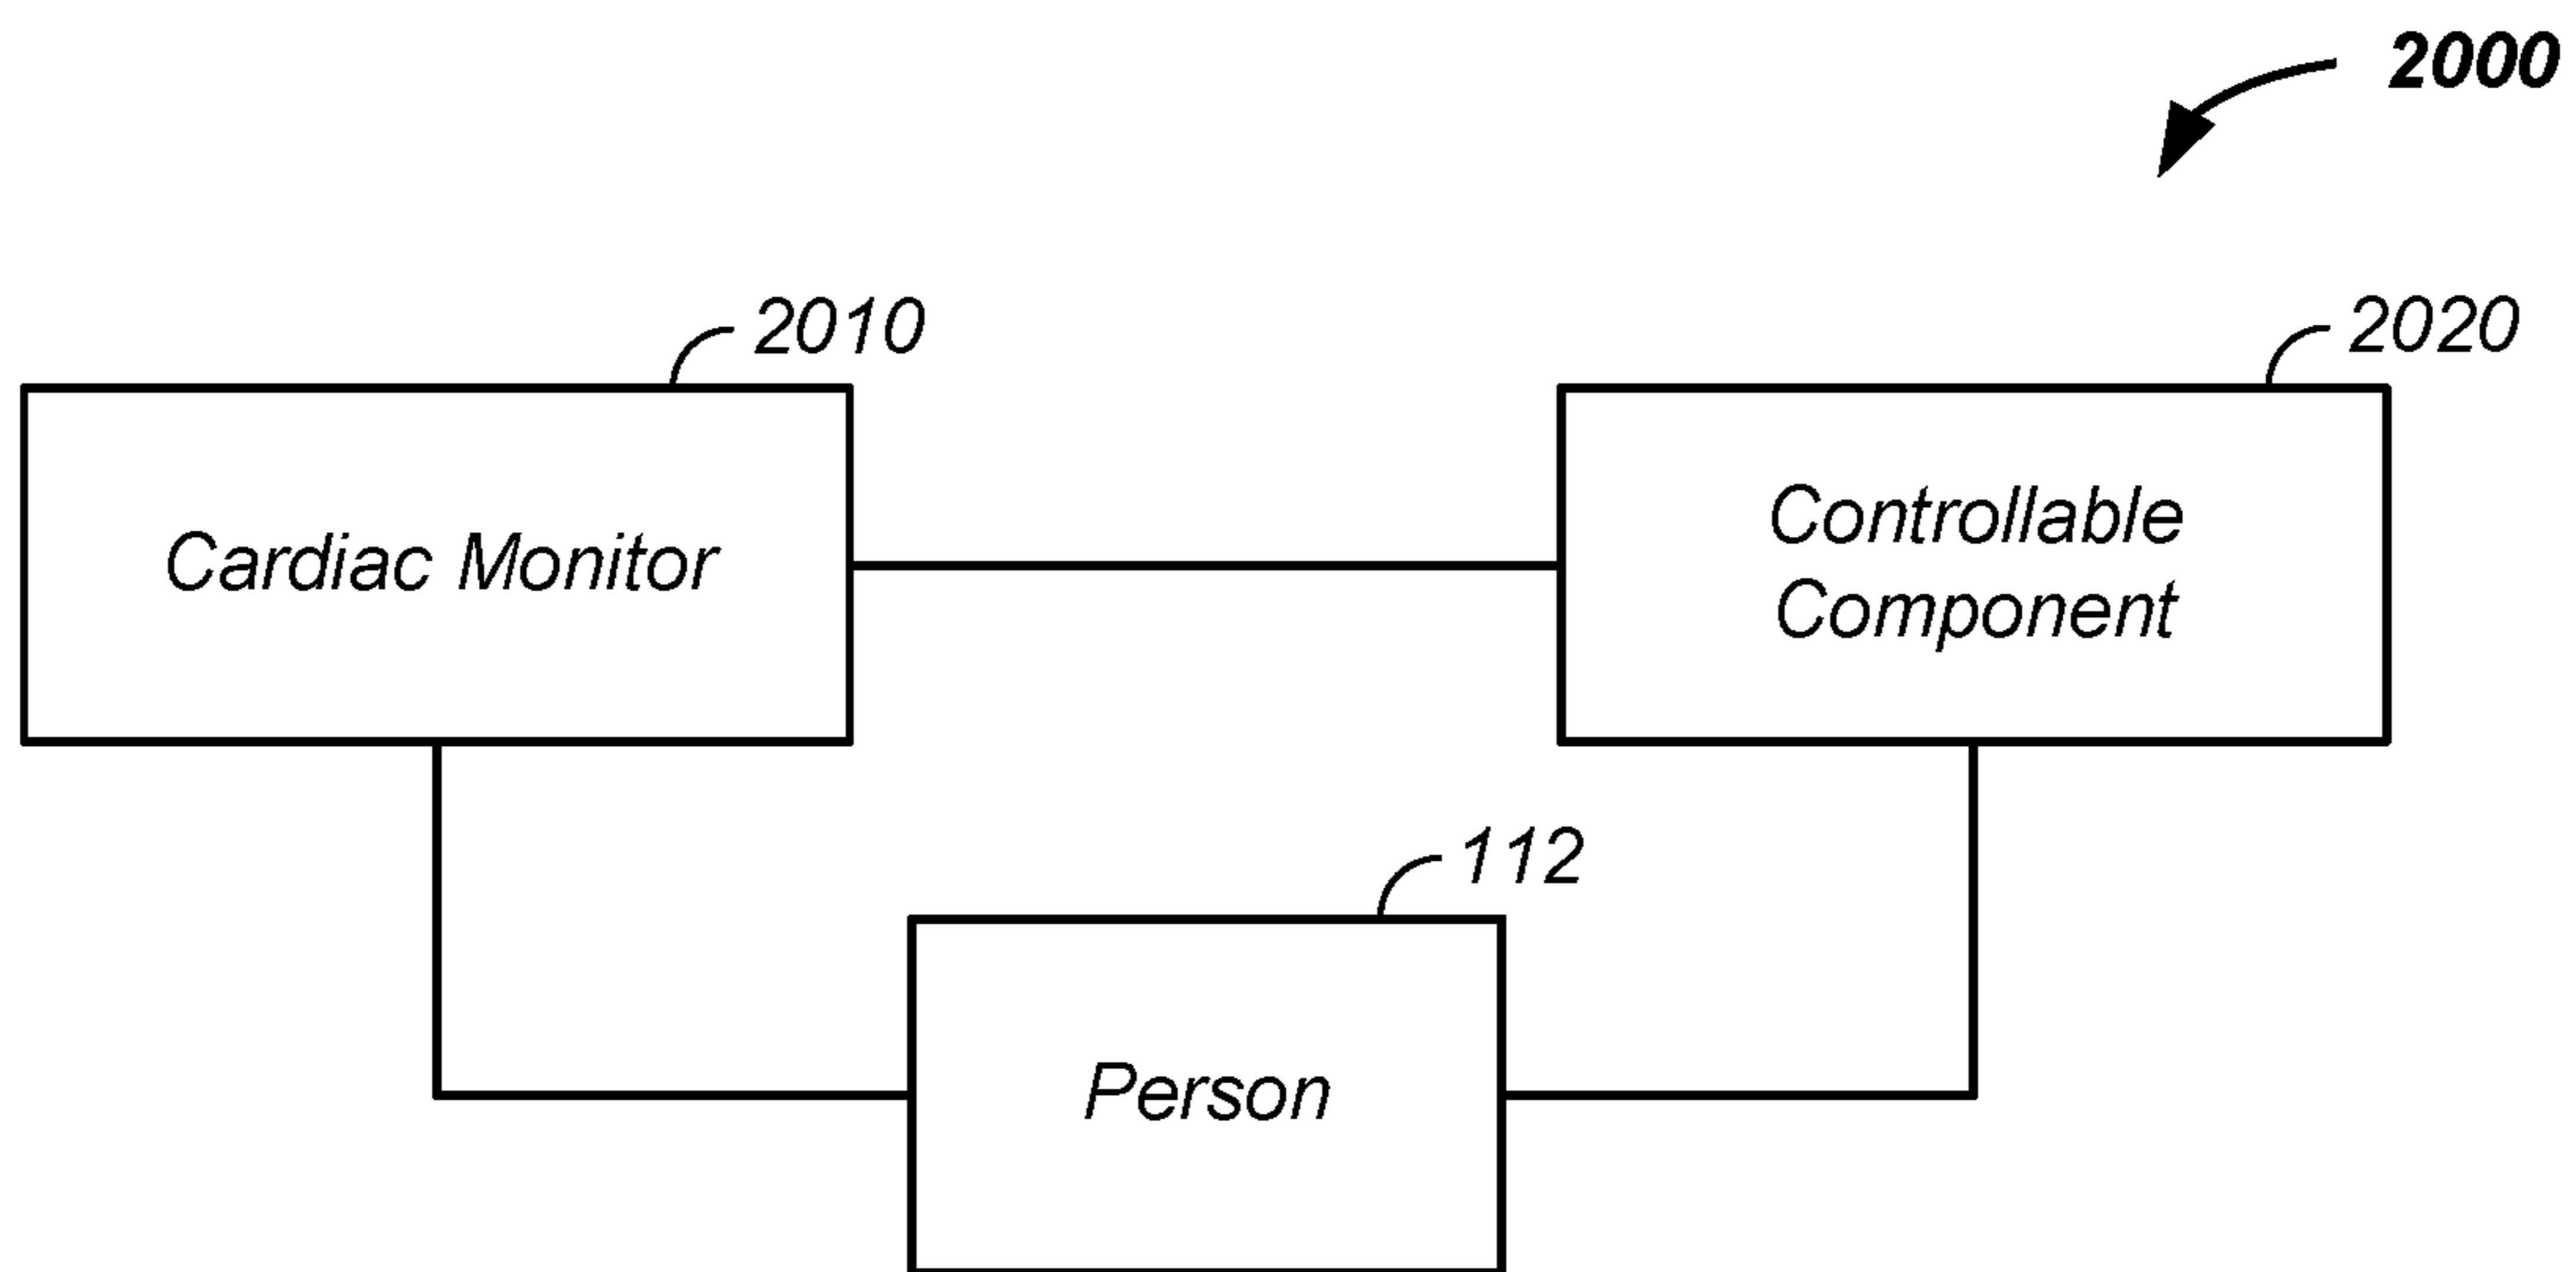 2000
2010
2020
Cardiac Monitor
Controllable
Component
112
Person